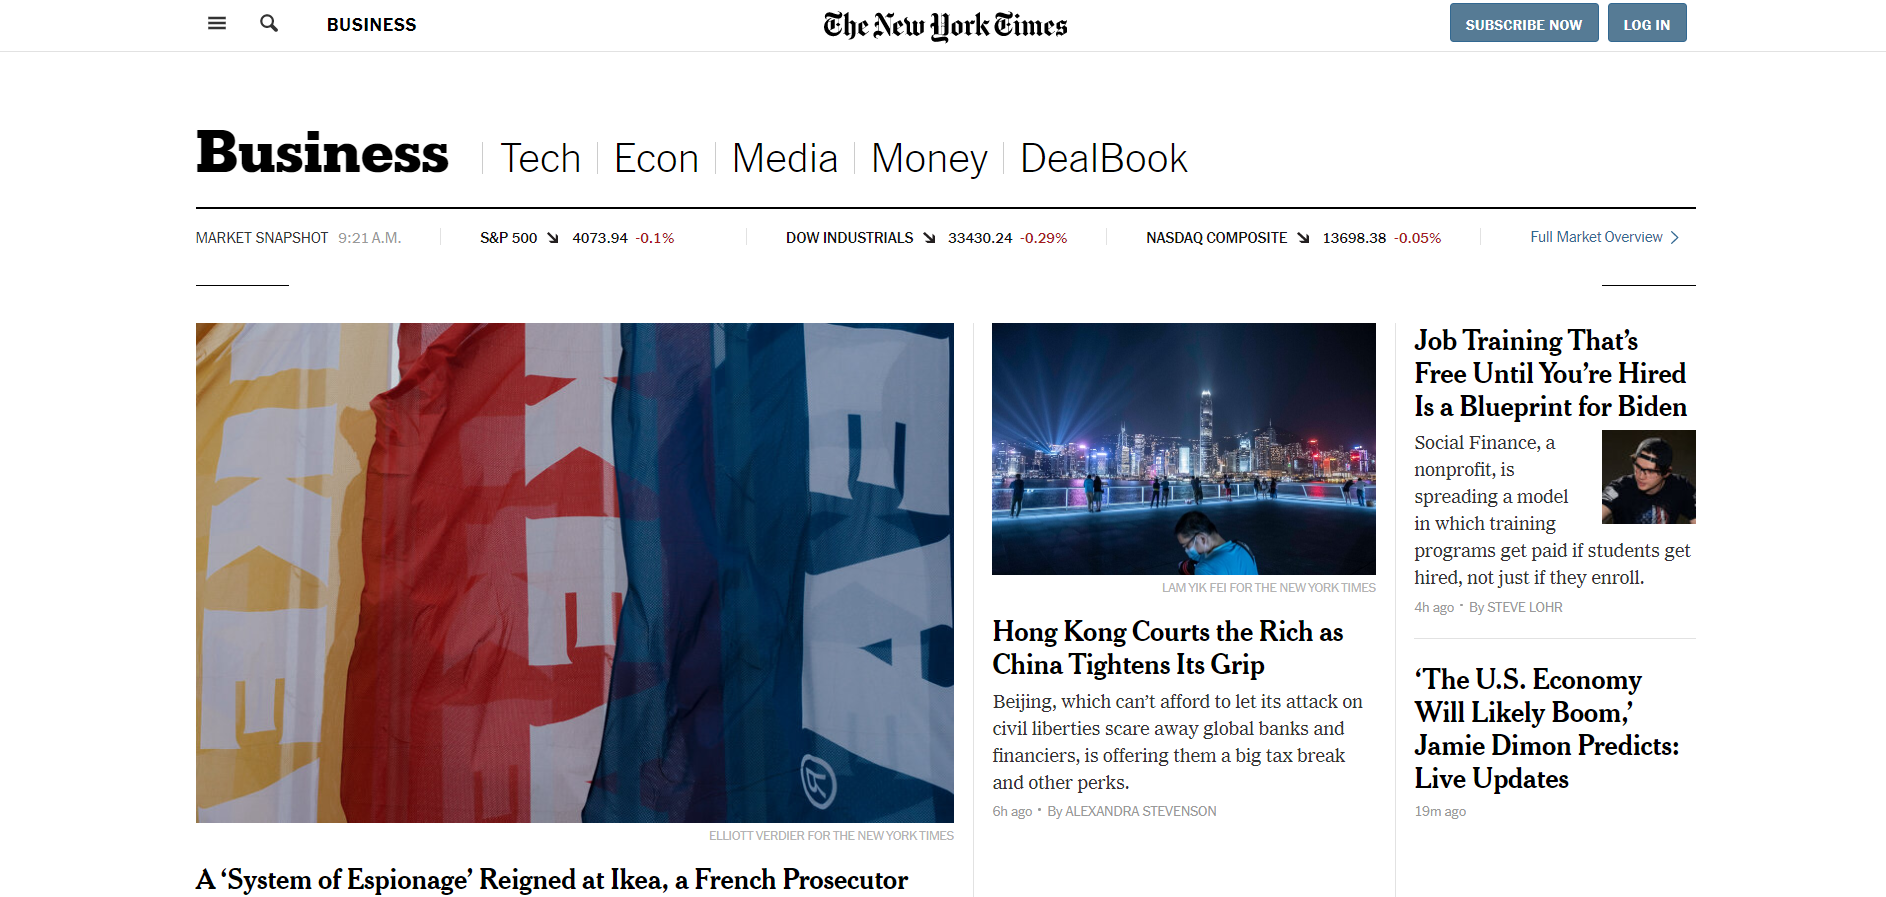 BUSINESS
The New York Times
SUBSCRIBE NOW
LOG IN
Business
Tech
Econ
Media
Money
DealBook
MARKET SNAPSHOT 9:21 A.M.
S&P 500 4073.94 -0.1%
DOW INDUSTRIALS 33430.24 -0.29%
NASDAQ COMPOSITE 13698.38 -0.05%
Full Market Overview
ELLIOTT VERDIER FOR THE NEW YORK TIMES
A ‘System of Espionage’ Reigned at Ikea, a French Prosecutor
LAM YIK FEI FOR THE NEW YORK TIMES
Hong Kong Courts the Rich as
China Tightens Its Grip
Beijing, which can’t afford to let its attack on
civil liberties scare away global banks and
financiers, is offering them a big tax break
and other perks.
6h ago • By ALEXANDRA STEVENSON
Job Training That’s
Free Until You’re Hired
Is a Blueprint for Biden
Social Finance, a
nonprofit, is
spreading a model
in which training
programs get paid if students get
hired, not just if they enroll.
4h ago • By STEVE LOHR
‘The U.S. Economy
Will Likely Boom,’
Jamie Dimon Predicts:
Live Updates
19m ago